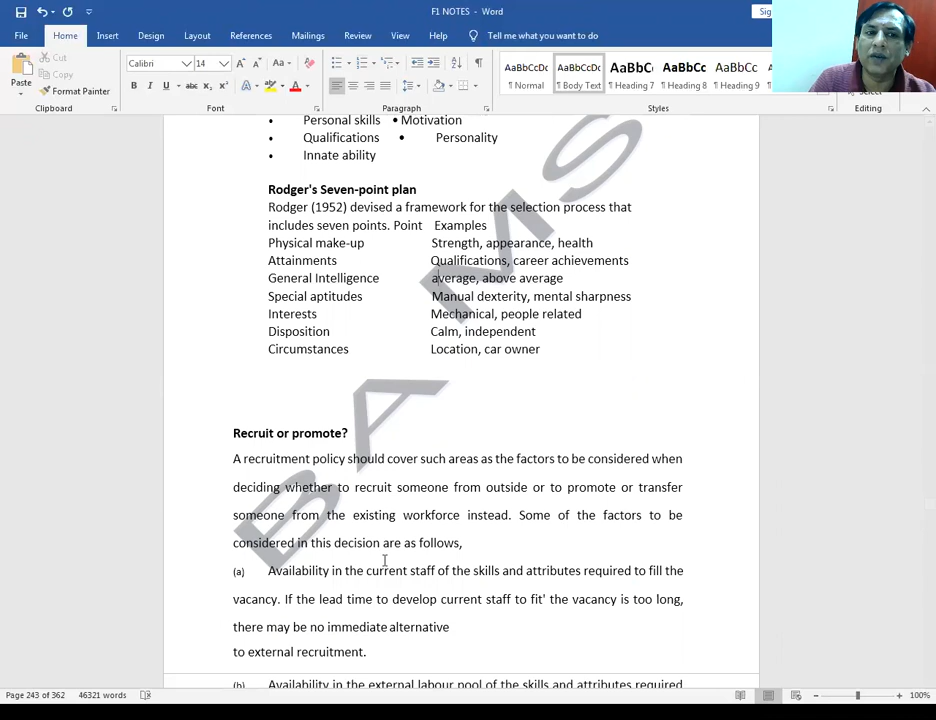 F1 NOTES - Word
Sig
File Home Insert Design Layout References Mailings Review View Help Tell me what you want to do
Paste
Cut
Copy
Format Painter
Clipboard
Calibri 14
Font
Paragraph
AaBbCcDc AaBbCcDc AaBbC AaBbCc AaBbCc
¶ Normal ¶ Body Text ¶ Heading 7 ¶ Heading 8 ¶ Heading 9
Styles
Select
Editing
• Personal skills • Motivation
• Qualifications • Personality
• Innate ability
Rodger's Seven-point plan
Rodger (1952) devised a framework for the selection process that
includes seven points. Point Examples
Physical make-up Strength, appearance, health
Attainments Qualifications, career achievements
General Intelligence average, above average
Special aptitudes Manual dexterity, mental sharpness
Interests Mechanical, people related
Disposition Calm, independent
Circumstances Location, car owner
Recruit or promote?
A recruitment policy should cover such areas as the factors to be considered when
deciding whether to recruit someone from outside or to promote or transfer
someone from the existing workforce instead. Some of the factors to be
considered in this decision are as follows,
(a) Availability in the current staff of the skills and attributes required to fill the
vacancy. If the lead time to develop current staff to fit' the vacancy is too long,
there may be no immediate alternative
to external recruitment.
(b) Availability in the external labour pool of the skills and attributes required
BA MS
Page 243 of 362 46321 words
100%